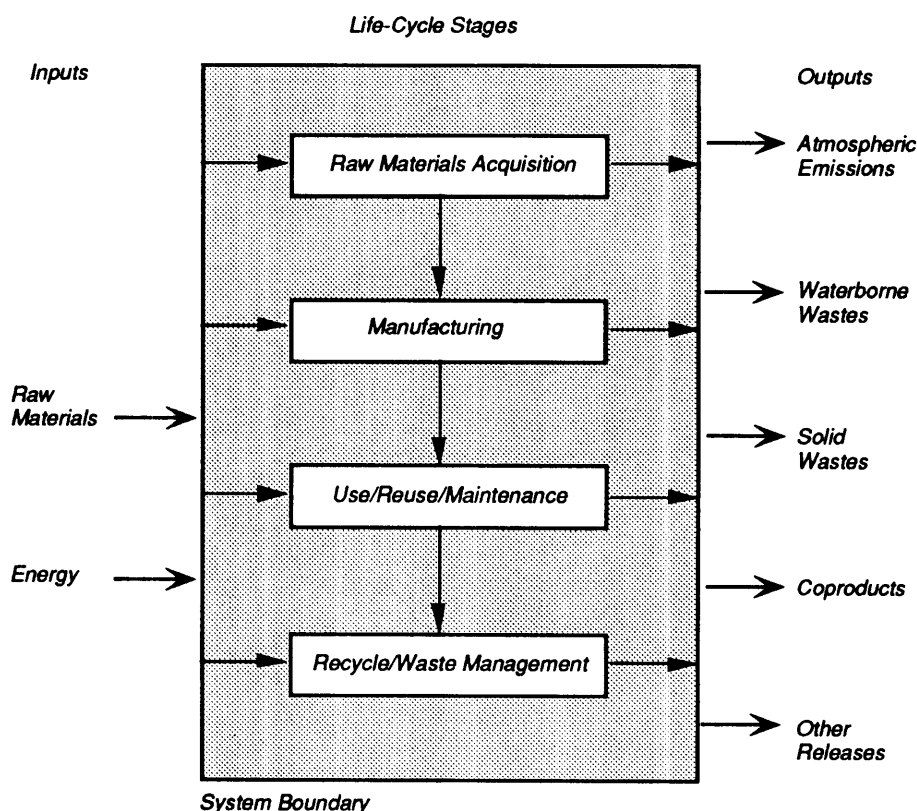 Life-Cycle Stages
Inputs
Outputs
Raw Materials Acquisition
Atmospheric
Emissions
Manufacturing
Waterborne
Wastes
Raw
Materials
Solid
Wastes
Use/Reuse/Maintenance
Energy
Coproducts
Recycle/Waste Management
Other
Releases
System Boundary